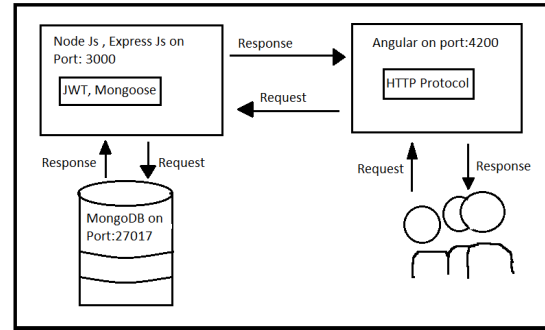 Node Js , Express Js on
Port: 3000
JWT, Mongoose
Response
Request
Angular on port:4200
HTTP Protocol
Response
Request
Request
Response
MongoDB on
Port:27017